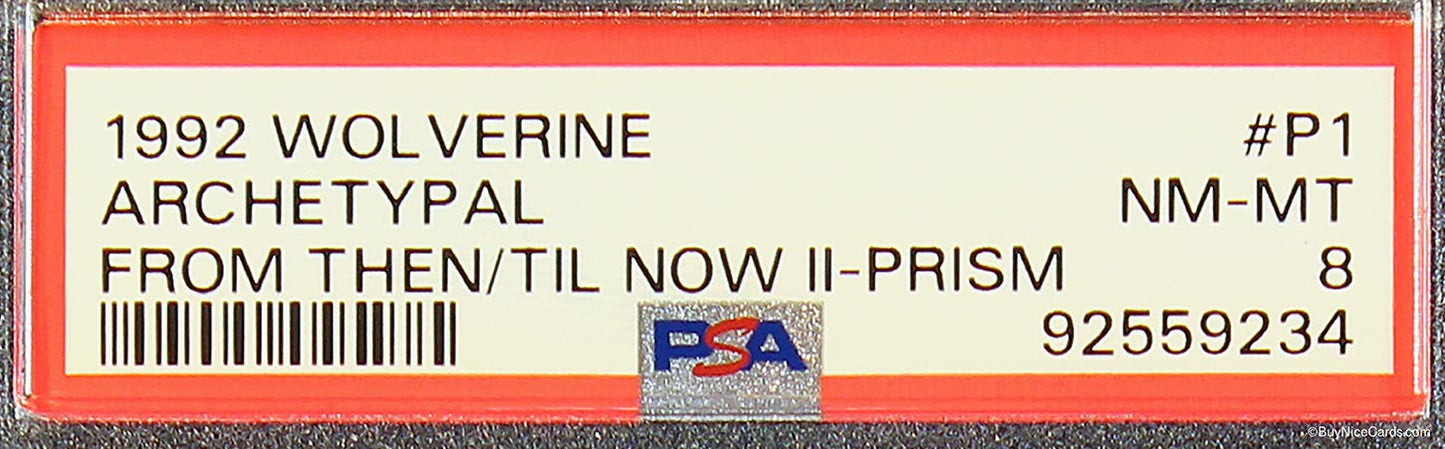 1992 WOLVERINE #P1
ARCHETYPAL NM-MT
FROM THEN/TIL NOW II-PRISM 8
PSA 92559234
©BuyNiceCards.com